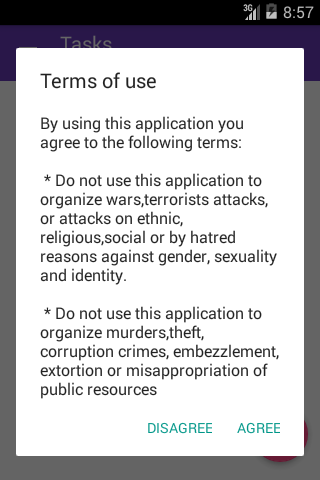 3G 8:57
Tasks
Terms of use
By using this application you
agree to the following terms:
* Do not use this application to
organize wars,terrorists attacks,
or attacks on ethnic,
religious,social or by hatred
reasons against gender, sexuality
and identity.
* Do not use this application to
organize murders,theft,
corruption crimes, embezzlement,
extortion or misappropriation of
public resources
DISAGREE AGREE